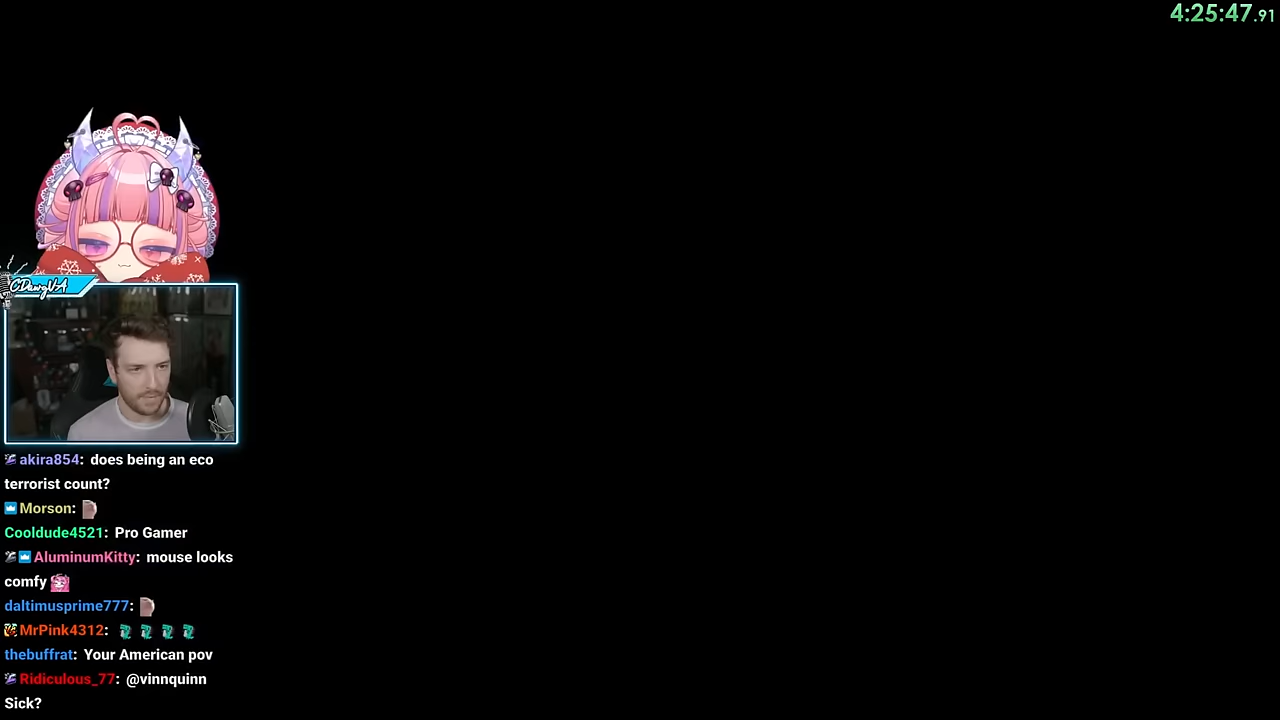 4:25:47.91
CDawgVA
akira854: does being an eco
terrorist count?
Morson:
Cooldude4521: Pro Gamer
AluminumKitty: mouse looks
comfy
daltimusprime777:
MrPink4312:
thebuffrat: Your American pov
Ridiculous_77: @vinnquinn
Sick?